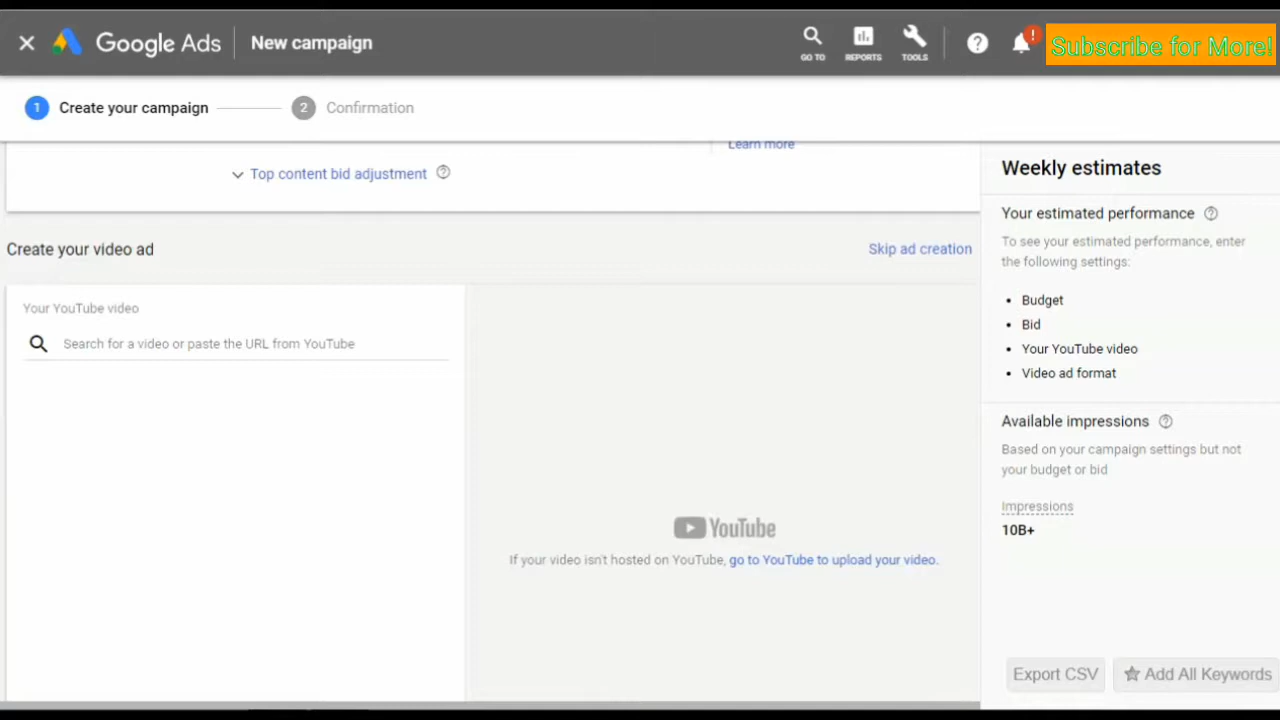 Google Ads
New campaign
GO TO
REPORTS
TOOLS
?
!
Subscribe for More!
1 Create your campaign
2 Confirmation
Learn more
Top content bid adjustment ?
Create your video ad
Skip ad creation
Your YouTube video
Search for a video or paste the URL from YouTube
YouTube
If your video isn't hosted on YouTube, go to YouTube to upload your video.
Weekly estimates
Your estimated performance ?
To see your estimated performance, enter
the following settings:
• Budget
• Bid
• Your YouTube video
• Video ad format
Available impressions ?
Based on your campaign settings but not
your budget or bid
Impressions
10B+
Export CSV
Add All Keywords